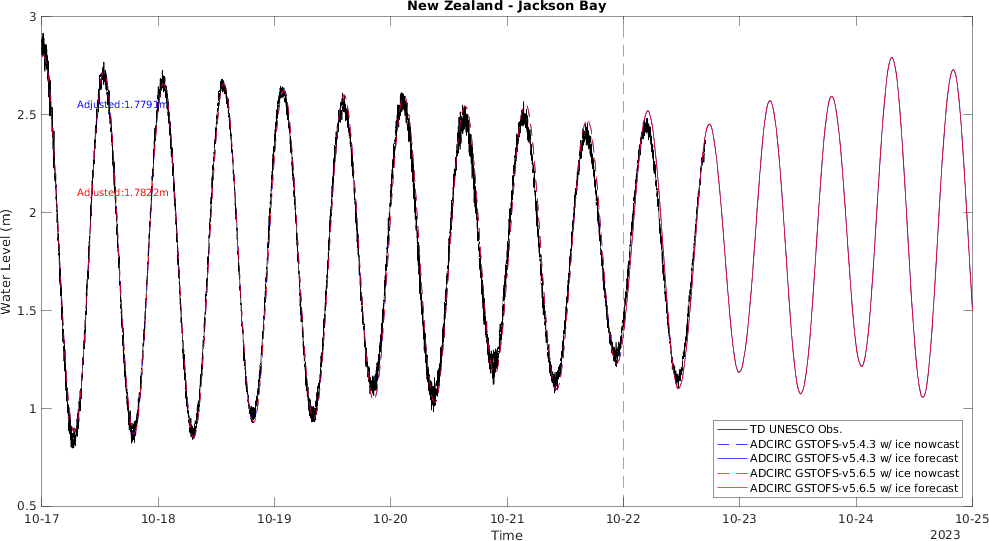 New Zealand - Jackson Bay
3
2.5
2
1.5
1
0.5
Water Level (m)
Adjusted:1.7791m
Adjusted:1.7822m
TD UNESCO Obs.
ADCIRC GSTOFS-v5.4.3 w/ ice nowcast
ADCIRC GSTOFS-v5.4.3 w/ ice forecast
ADCIRC GSTOFS-v5.6.5 w/ ice nowcast
ADCIRC GSTOFS-v5.6.5 w/ ice forecast
10-17 10-18 10-19 10-20 10-21 10-22 10-23 10-24 10-25
Time
2023